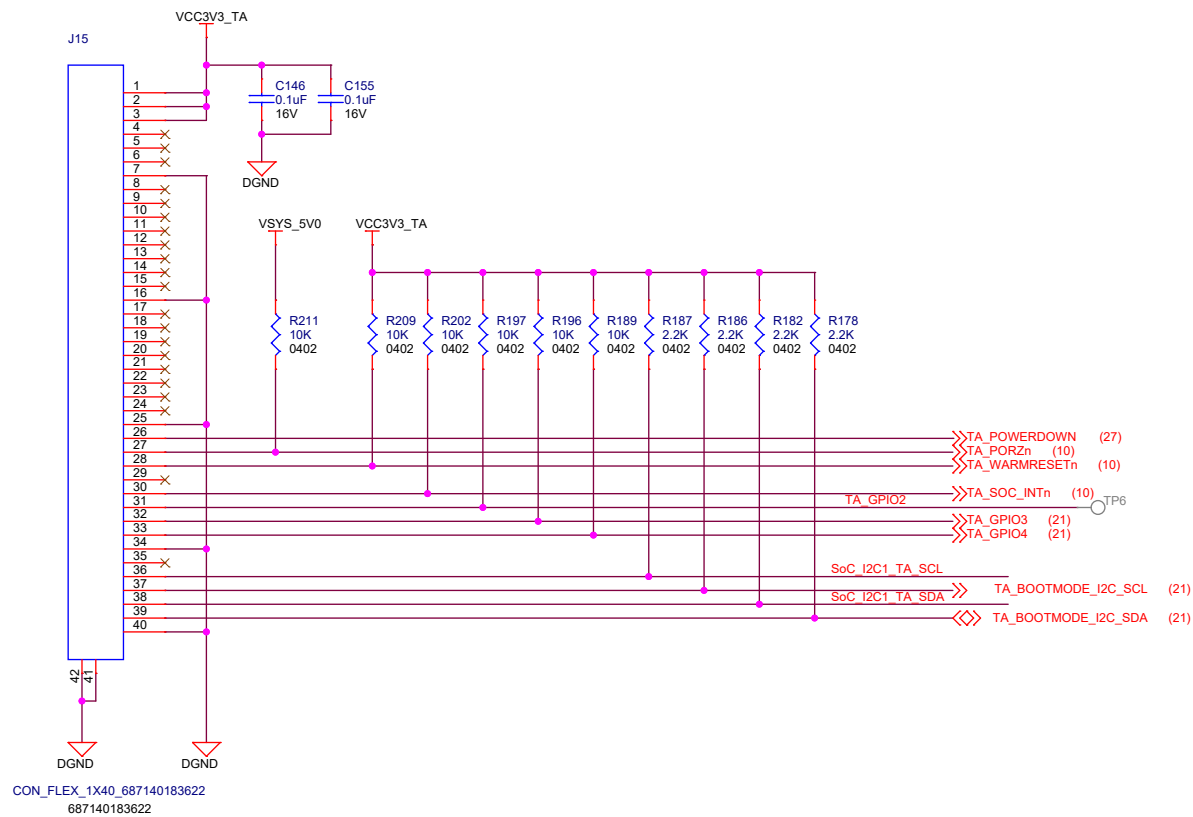 VCC3V3_TA
J15
1
2
3
4
5
6
7
8
9
10
11
12
13
14
15
16
17
18
19
20
21
22
23
24
25
26
27
28
29
30
31
32
33
34
35
36
37
38
39
40
42
41
C146
0.1uF
16V
C155
0.1uF
16V
DGND
VSYS_5V0
VCC3V3_TA
R211
10K
0402
R209
10K
0402
R202
10K
0402
R197
10K
0402
R196
10K
0402
R189
10K
0402
R187
2.2K
0402
R186
2.2K
0402
R182
2.2K
0402
R178
2.2K
0402
TA_POWERDOWN (27)
TA_PORZn (10)
TA_WARMRESETn (10)
TA_SOC_INTn (10)
TA_GPIO2
TP6
TA_GPIO3 (21)
TA_GPIO4 (21)
SoC_I2C1_TA_SCL
TA_BOOTMODE_I2C_SCL (21)
SoC_I2C1_TA_SDA
TA_BOOTMODE_I2C_SDA (21)
DGND
DGND
CON_FLEX_1X40_687140183622
687140183622